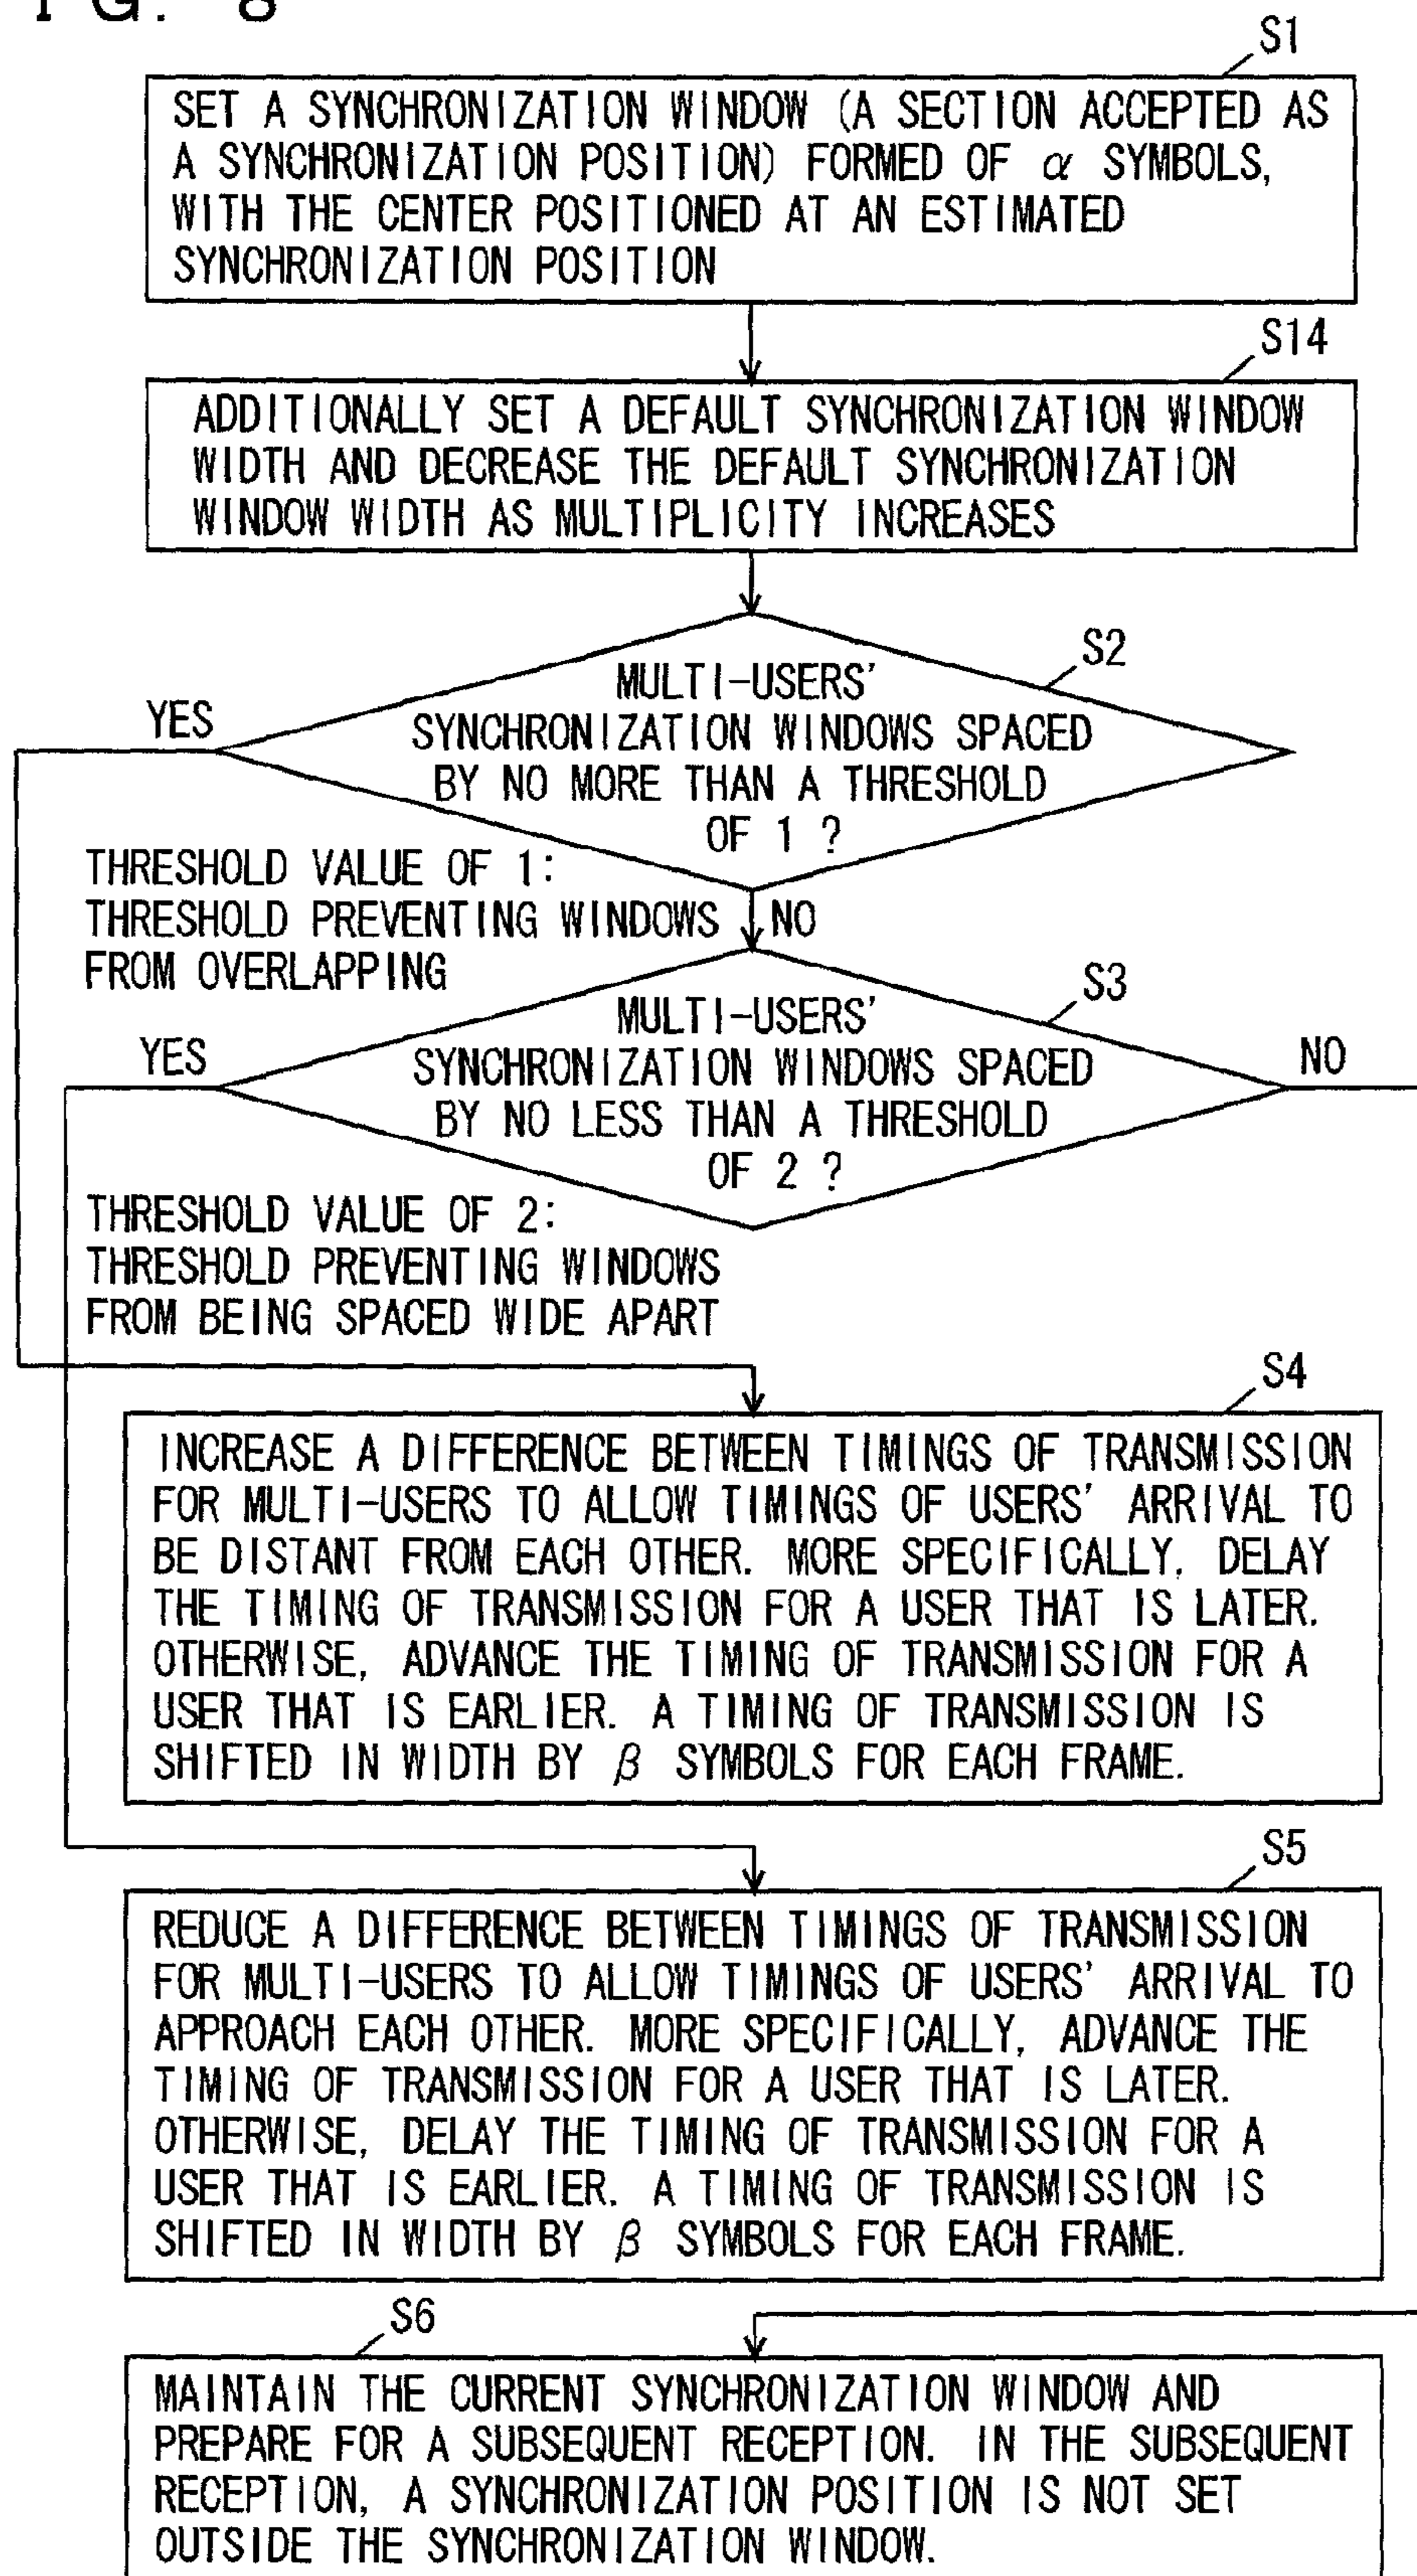 FG. 8
S1
SET A SYNCHRONIZATION WINDOW (A SECTION ACCEPTED AS
A SYNCHRONIZATION POSITION) FORMED OF α SYMBOLS,
WITH THE CENTER POSITIONED AT AN ESTIMATED
SYNCHRONIZATION POSITION
S14
ADDITIONALLY SET A DEFAULT SYNCHRONIZATION WINDOW
WIDTH AND DECREASE THE DEFAULT SYNCHRONIZATION
WINDOW WIDTH AS MULTIPLICITY INCREASES
S2
MULTI-USERS'
SYNCHRONIZATION WINDOWS SPACED
BY NO MORE THAN A THRESHOLD
OF 1 ?
YES
THRESHOLD VALUE OF 1:
THRESHOLD PREVENTING WINDOWS
FROM OVERLAPPING
NO
S3
MULTI-USERS'
SYNCHRONIZATION WINDOWS SPACED
BY NO LESS THAN A THRESHOLD
OF 2 ?
YES
NO
THRESHOLD VALUE OF 2:
THRESHOLD PREVENTING WINDOWS
FROM BEING SPACED WIDE APART
S4
INCREASE A DIFFERENCE BETWEEN TIMINGS OF TRANSMISSION
FOR MULTI-USERS TO ALLOW TIMINGS OF USERS' ARRIVAL TO
BE DISTANT FROM EACH OTHER. MORE SPECIFICALLY, DELAY
THE TIMING OF TRANSMISSION FOR A USER THAT IS LATER.
OTHERWISE, ADVANCE THE TIMING OF TRANSMISSION FOR A
USER THAT IS EARLIER. A TIMING OF TRANSMISSION IS
SHIFTED IN WIDTH BY β SYMBOLS FOR EACH FRAME.
S5
REDUCE A DIFFERENCE BETWEEN TIMINGS OF TRANSMISSION
FOR MULTI-USERS TO ALLOW TIMINGS OF USERS' ARRIVAL TO
APPROACH EACH OTHER. MORE SPECIFICALLY, ADVANCE THE
TIMING OF TRANSMISSION FOR A USER THAT IS LATER.
OTHERWISE, DELAY THE TIMING OF TRANSMISSION FOR A
USER THAT IS EARLIER. A TIMING OF TRANSMISSION IS
SHIFTED IN WIDTH BY β SYMBOLS FOR EACH FRAME.
S6
MAINTAIN THE CURRENT SYNCHRONIZATION WINDOW AND
PREPARE FOR A SUBSEQUENT RECEPTION. IN THE SUBSEQUENT
RECEPTION, A SYNCHRONIZATION POSITION IS NOT SET
OUTSIDE THE SYNCHRONIZATION WINDOW.